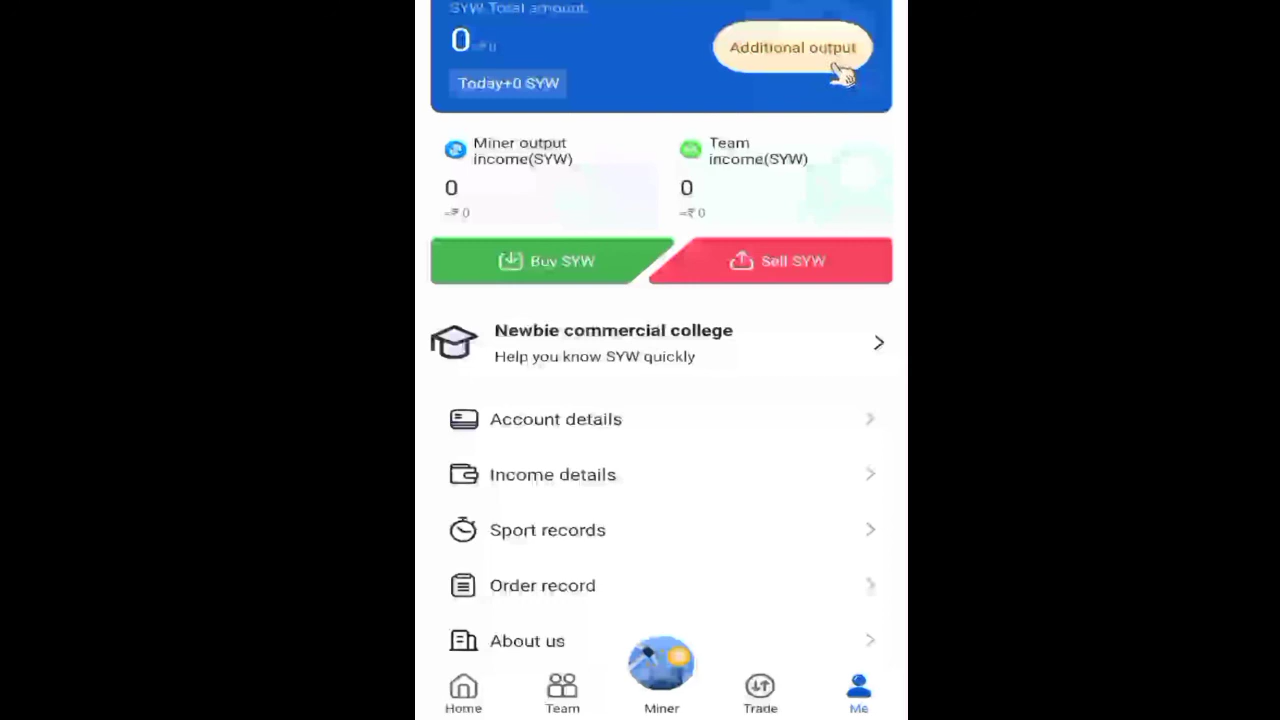 SYW Total amount
0 ≈₹ 0
Additional output
Today+0 SYW
Miner output
income(SYW)
0
≈₹ 0
Team
income(SYW)
0
≈₹ 0
Buy SYW
Sell SYW
Newbie commercial college
Help you know SYW quickly
Account details
Income details
Sport records
Order record
About us
Home
Team
Miner
Trade
Me